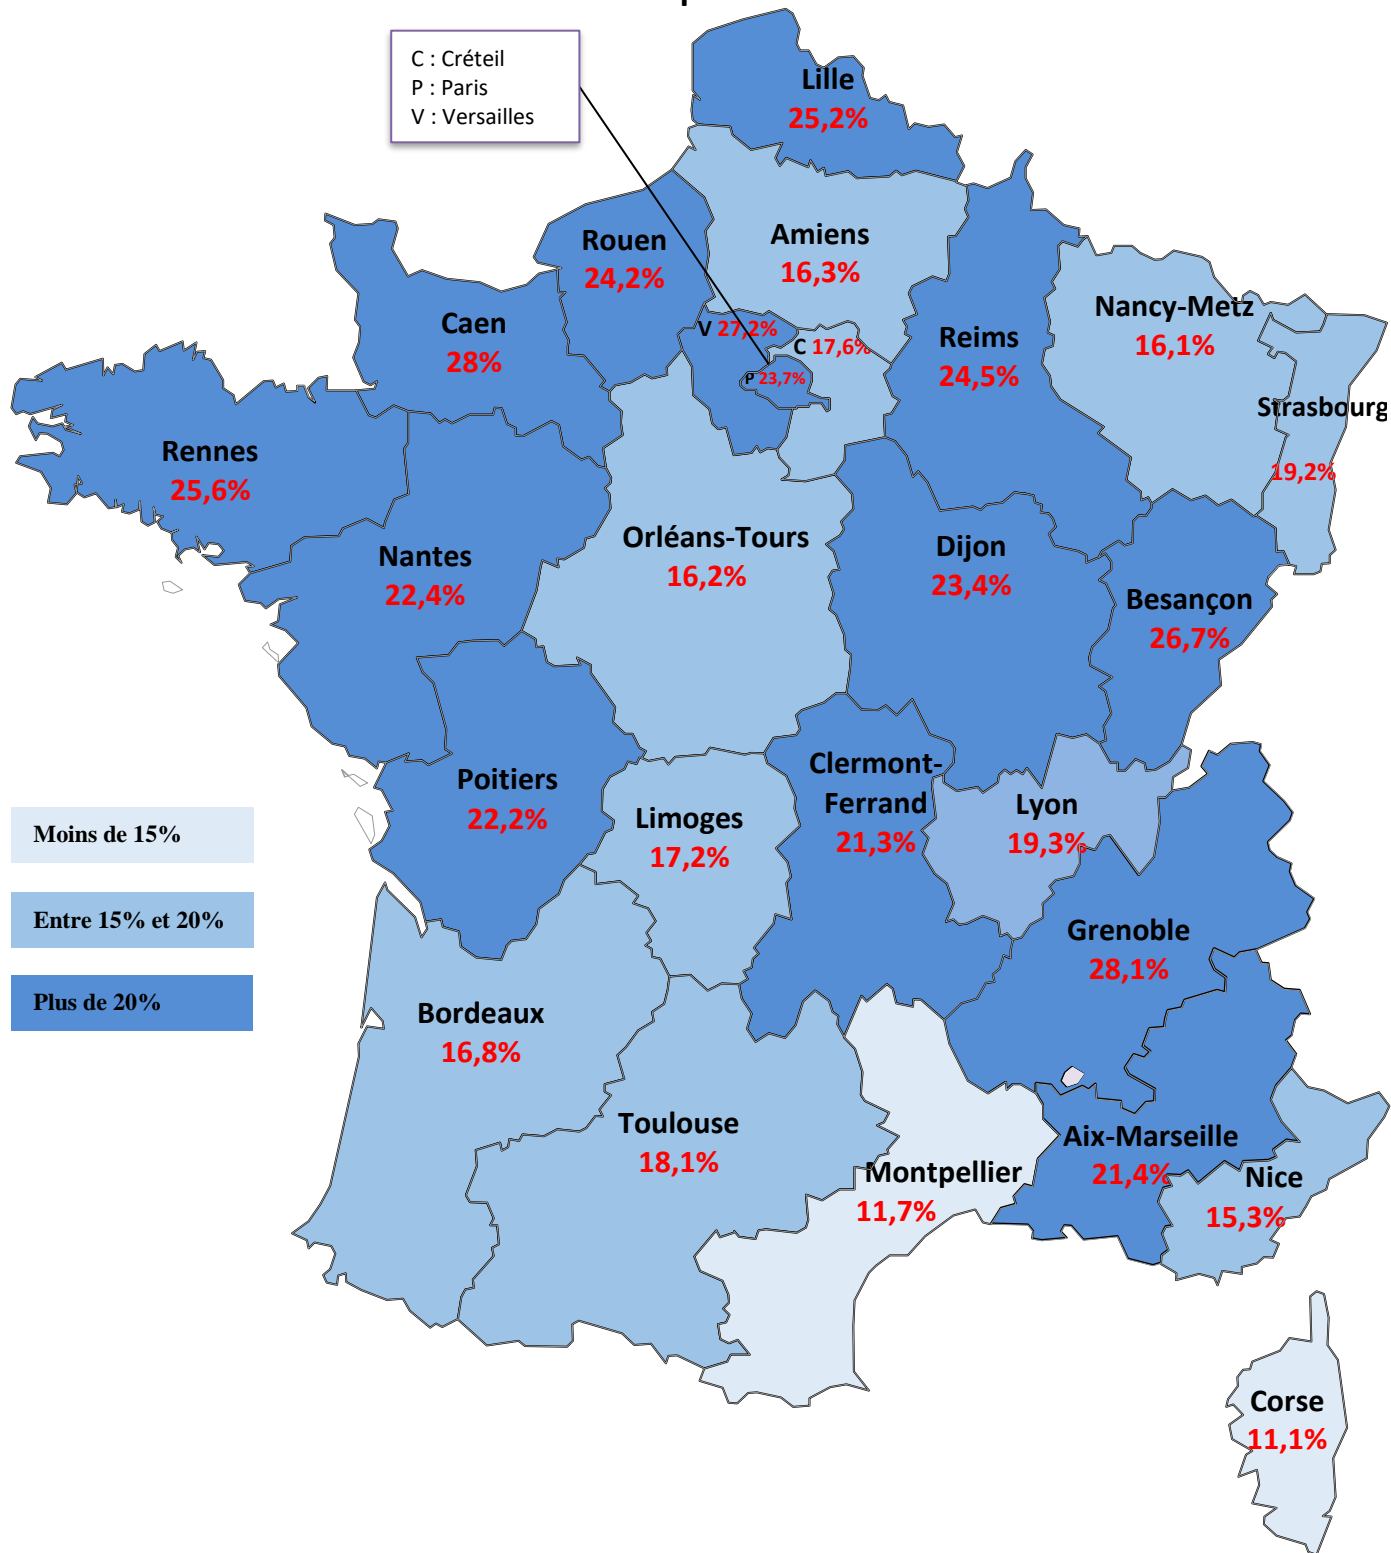 C : Créteil
P : Paris
V : Versailles
Lille
25,2%
Amiens
16,3%
Rouen
24,2%
Caen
28%
V 27,2%
C 17,6%
P 23,7%
Reims
24,5%
Nancy-Metz
16,1%
Strasbourg
19,2%
Rennes
25,6%
Nantes
22,4%
Orléans-Tours
16,2%
Dijon
23,4%
Besançon
26,7%
Poitiers
22,2%
Limoges
17,2%
Clermont-
Ferrand
21,3%
Lyon
19,3%
Moins de 15%
Entre 15% et 20%
Plus de 20%
Grenoble
28,1%
Bordeaux
16,8%
Toulouse
18,1%
Montpellier
11,7%
Aix-Marseille
21,4%
Nice
15,3%
Corse
11,1%